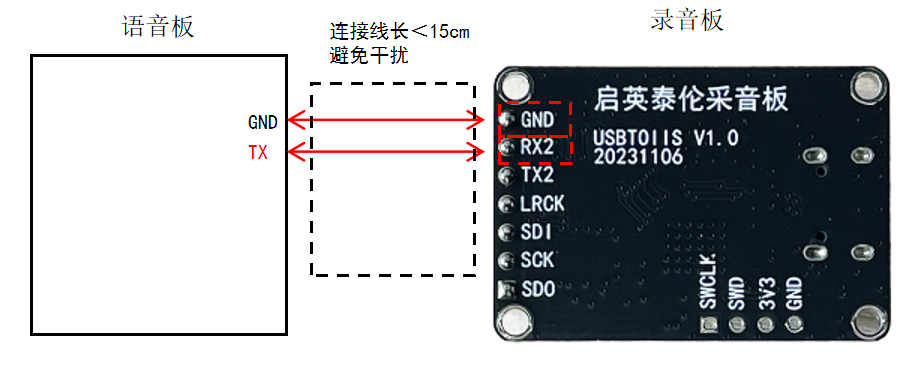 语音板
连接线长＜15cm
避免干扰
录音板
GND
TX
启英泰伦采音板
USBTOIIS V1.0
20231106
GND
RX2
TX2
LRCK
SDI
SCK
SDO
SWCLK
SWD
3V3
GND